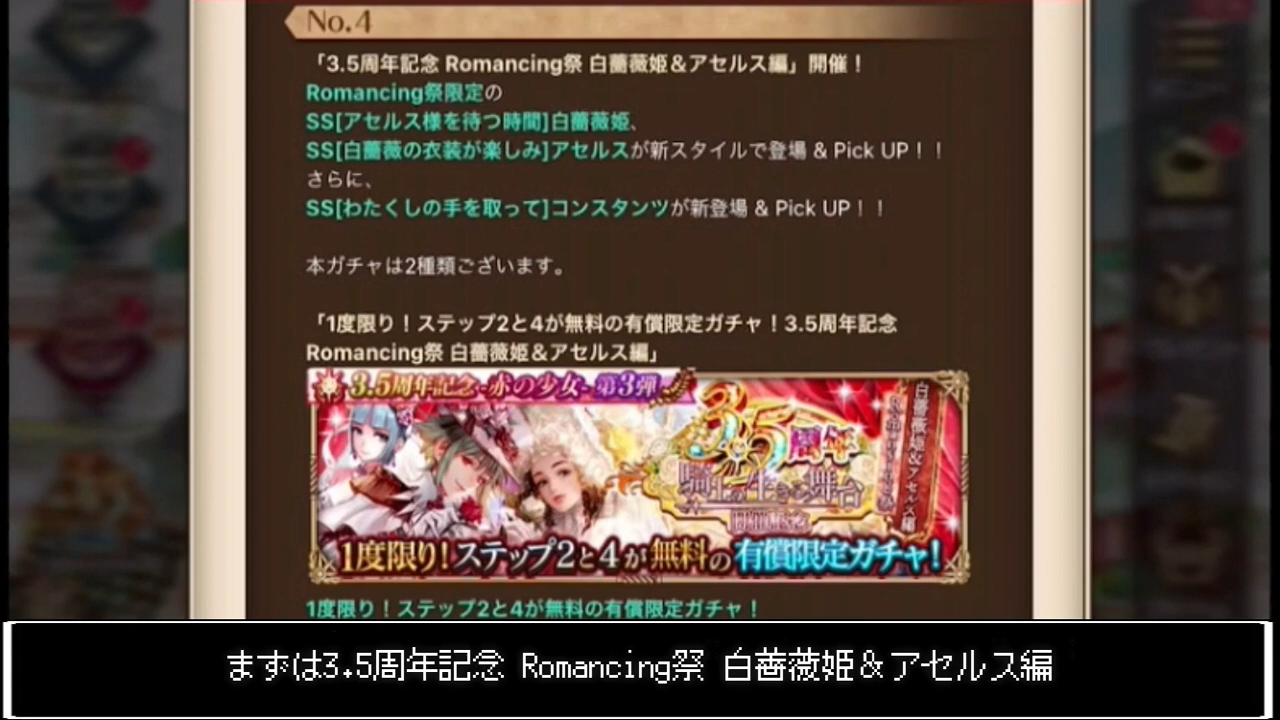 No.4
「3.5周年記念 Romancing祭 白薔薇姫&アセルス編」開催！
Romancing祭限定の
SS[アセルス様を待つ時間]白薔薇姫、
SS[白薔薇の衣装が楽しみ]アセルスが新スタイルで登場 & Pick UP！！
さらに、
SS[わたくしの手を取って]コンスタンツが新登場 & Pick UP！！
本ガチャは2種類ございます。
「1度限り！ステップ2と4が無料の有償限定ガチャ！3.5周年記念
Romancing祭 白薔薇姫&アセルス編」
3.5周年記念 -赤の少女- 第3弾
3.5周年
白薔薇姫&アセルス編
1度限り!ステップ2と4が無料の有償限定ガチャ!
1度限り！ステップ2と4が無料の有償限定ガチャ！
まずは3.5周年記念 Romancing祭 白薔薇姫＆アセルス編